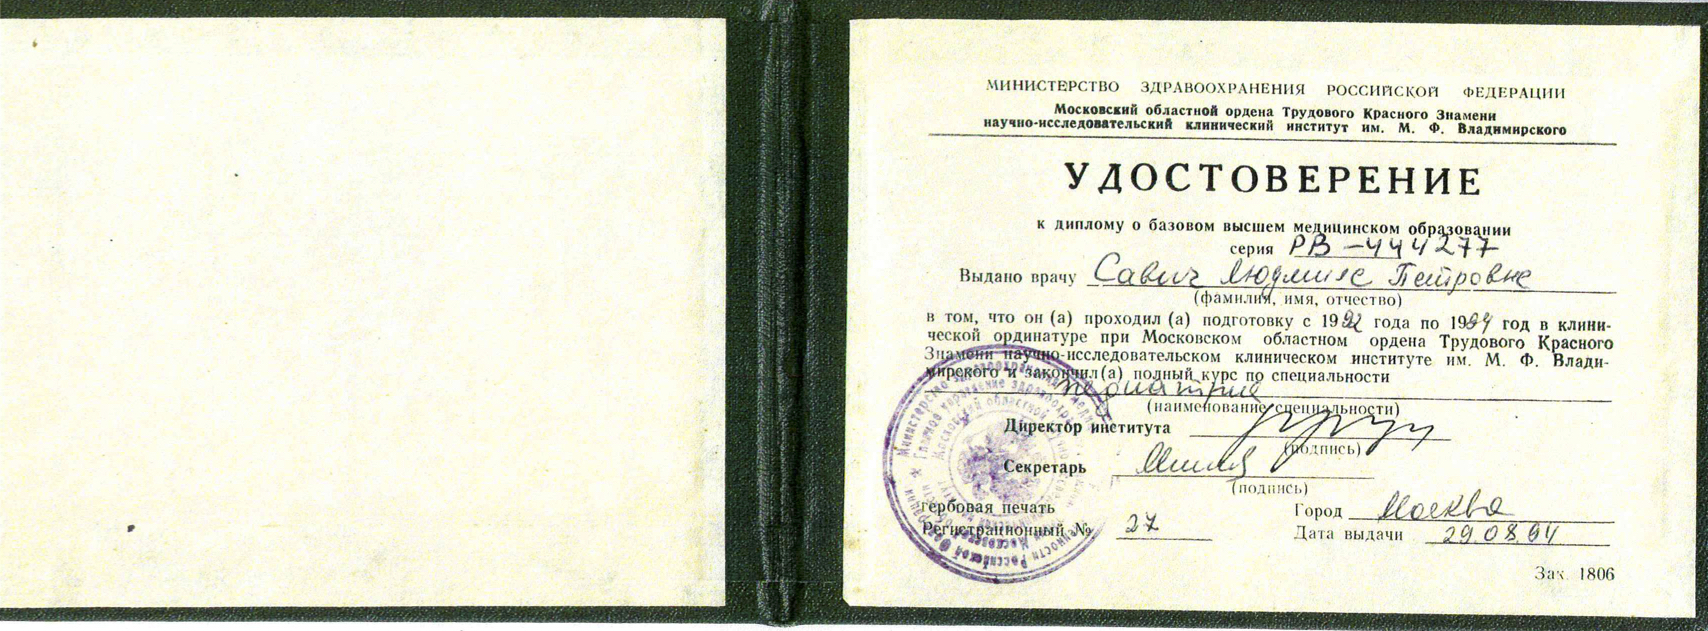 МИНИСТЕРСТВО ЗДРАВООХРАНЕНИЯ РОССИЙСКОЙ ФЕДЕРАЦИИ
Московский областной ордена Трудового Красного Знамени
научно-исследовательский клинический институт им. М. Ф. Владимирского
УДОСТОВЕРЕНИЕ
к диплому о базовом высшем медицинском образовании
серия РВ-444277
Выдано врачу Савич Людмиле Петровне
(фамилия, имя, отчество)
в том, что он (а) проходил (а) подготовку с 1992 года по 1994 год в клини-
ческой ординатуре при Московском областном ордена Трудового Красного
Знамени научно-исследовательском клиническом институте им. М. Ф. Влади-
мирского и закончил (а) полный курс по специальности
педиатрия
(наименование специальности)
Директор института
(подпись)
Секретарь
(подпись)
гербовая печать
Город Москва
Регистрационный № 27
Дата выдачи 29.08.94
Зак. 1806